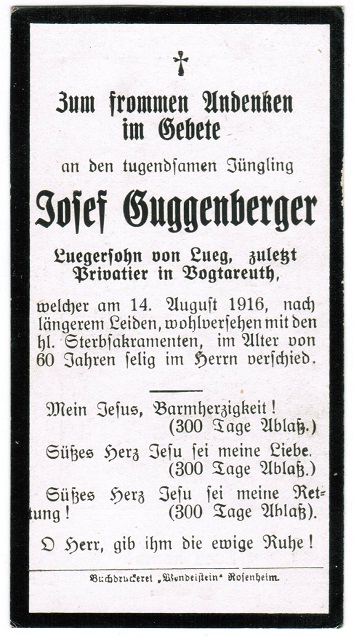 Zum frommen Andenken
im Gebete
an den tugendsamen Jüngling
Josef Guggenberger
Luegersohn von Lueg, zuletzt
Privatier in Vogtareuth,
welcher am 14. August 1916, nach
längerem Leiden, wohlversehen mit den
hl. Sterbsakramenten, im Alter von
60 Jahren selig im Herrn verschied.
Mein Jesus, Barmherzigkeit!
(300 Tage Ablaß.)
Süßes Herz Jesu sei meine Liebe.
(300 Tage Ablaß.)
Süßes Herz Jesu sei meine Ret-
tung! (300 Tage Ablaß).
O Herr, gib ihm die ewige Ruhe!
Buchdruckerei „Wendelstein" Rosenheim.